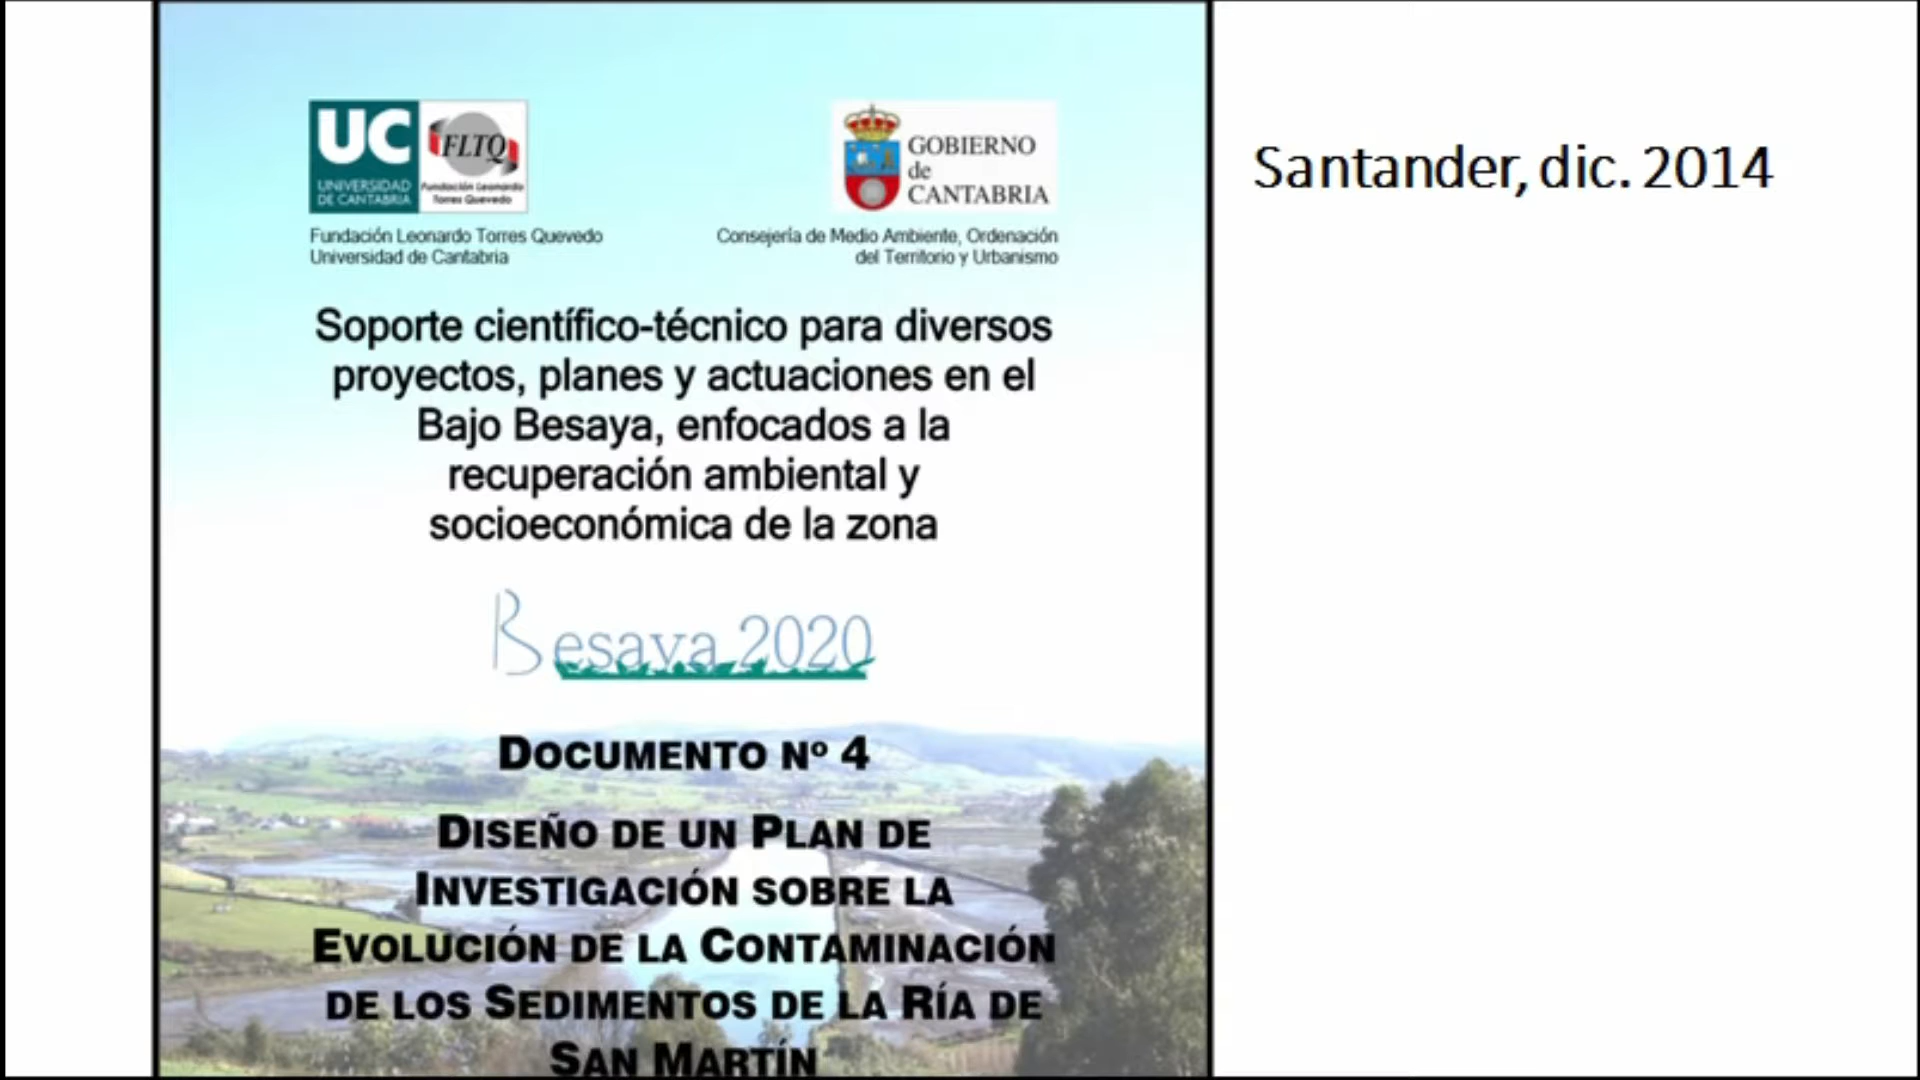 UC
UNIVERSIDAD
DE CANTABRIA
FLTQ
Fundación Leonardo
Torres Quevedo
GOBIERNO
de
CANTABRIA
Fundación Leonardo Torres Quevedo
Universidad de Cantabria
Consejería de Medio Ambiente, Ordenación
del Territorio y Urbanismo
Soporte científico-técnico para diversos
proyectos, planes y actuaciones en el
Bajo Besaya, enfocados a la
recuperación ambiental y
socioeconómica de la zona
Besaya 2020
DOCUMENTO Nº 4
DISEÑO DE UN PLAN DE
INVESTIGACIÓN SOBRE LA
EVOLUCIÓN DE LA CONTAMINACIÓN
DE LOS SEDIMENTOS DE LA RÍA DE
SAN MARTÍN
Santander, dic. 2014